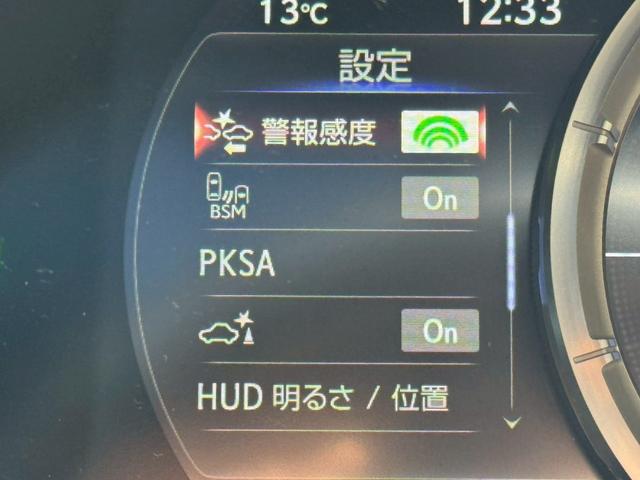 13℃ 12:33
設定
警報感度
BSM On
PKSA
On
HUD 明るさ / 位置